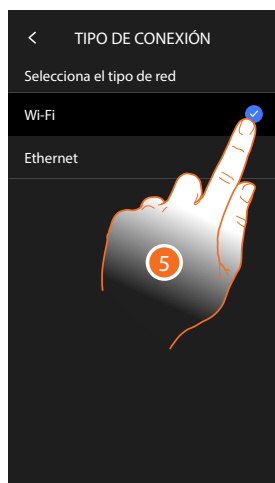 TIPO DE CONEXIÓN
Selecciona el tipo de red
Wi-Fi
Ethernet
5